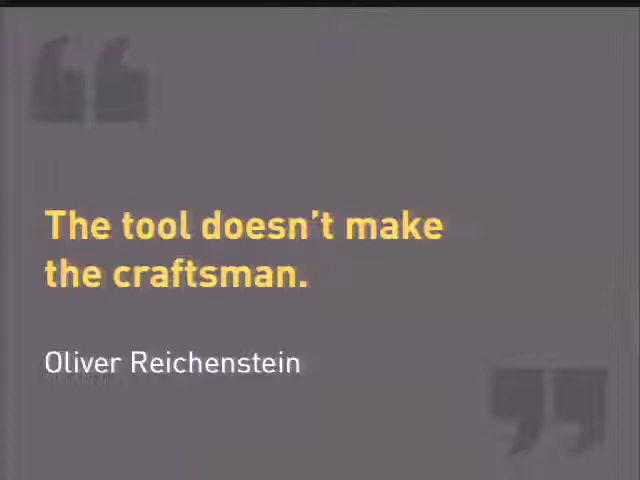 The tool doesn’t make
the craftsman.
Oliver Reichenstein